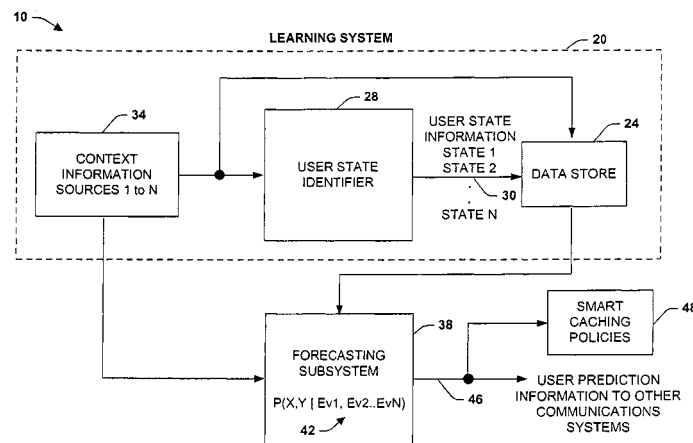 10
LEARNING SYSTEM
20
34
CONTEXT
INFORMATION
SOURCES 1 to N
28
USER STATE
IDENTIFIER
USER STATE
INFORMATION
STATE 1
STATE 2
30
.
.
STATE N
24
DATA STORE
38
FORECASTING
SUBSYSTEM
P(X,Y | Ev1, Ev2..EvN)
42
46
SMART
CACHING
POLICIES
48
USER PREDICTION
INFORMATION TO OTHER
COMMUNICATIONS
SYSTEMS